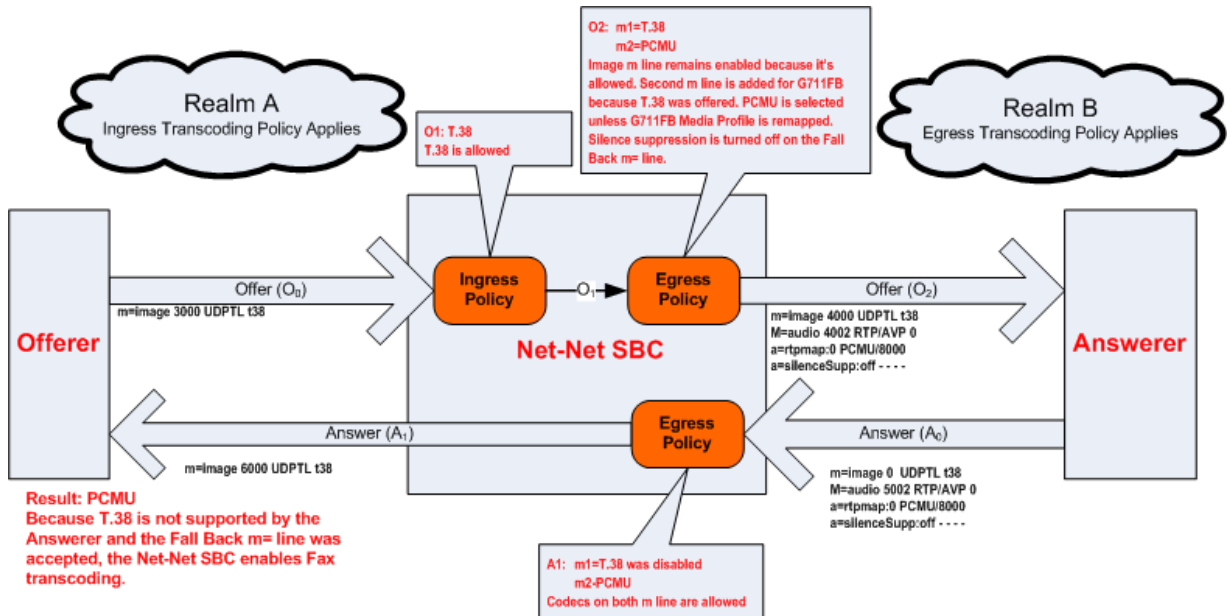 O2: m1=T.38
m2=PCMU
Image m line remains enabled because it's
allowed. Second m line is added for G711FB
because T.38 was offered. PCMU is selected
unless G711FB Media Profile is remapped.
Silence suppression is turned off on the Fall
Back m= line.
Realm A
Ingress Transcoding Policy Applies
O1: T.38
T.38 is allowed
Realm B
Egress Transcoding Policy Applies
Offerer
Offer (O₀)
m=image 3000 UDPTL t38
Ingress
Policy
O₁
Egress
Policy
Net-Net SBC
Offer (O₂)
m=image 4000 UDPTL t38
M=audio 4002 RTP/AVP 0
a=rtpmap:0 PCMU/8000
a=silenceSupp:off - - - -
Answerer
Answer (A₁)
m=image 6000 UDPTL t38
Egress
Policy
Answer (A₀)
m=image 0 UDPTL t38
M=audio 5002 RTP/AVP 0
a=rtpmap:0 PCMU/8000
a=silenceSupp:off - - - -
Result: PCMU
Because T.38 is not supported by the
Answerer and the Fall Back m= line was
accepted, the Net-Net SBC enables Fax
transcoding.
A1: m1=T.38 was disabled
m2-PCMU
Codecs on both m line are allowed